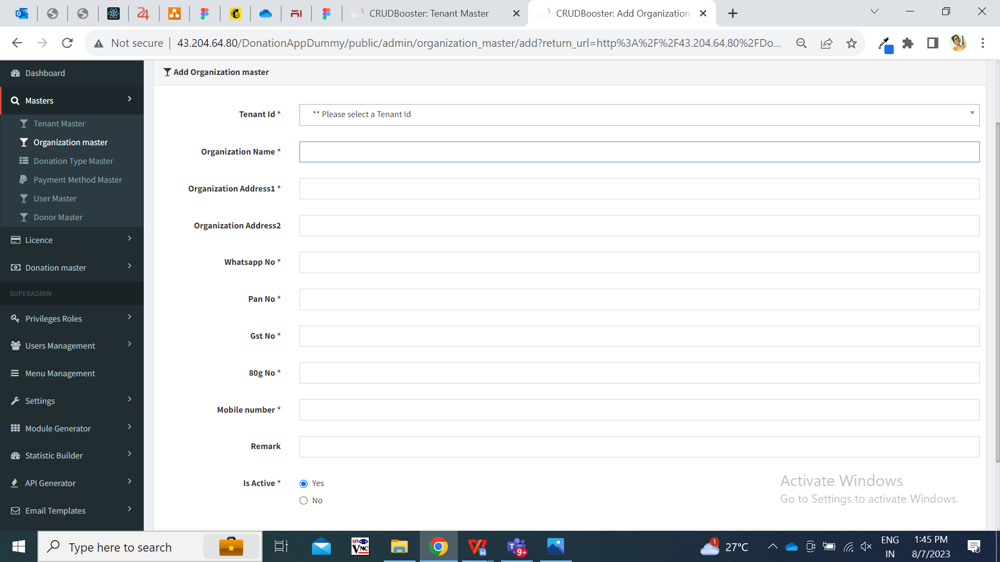 CRUDBooster: Tenant Master
CRUDBooster: Add Organization
Not secure
43.204.64.80/DonationAppDummy/public/admin/organization_master/add?return_url=http%3A%2F%2F43.204.64.80%2FDo...
Dashboard
Masters
Tenant Master
Organization master
Donation Type Master
Payment Method Master
User Master
Donor Master
Licence
Donation master
SUPERADMIN
Privileges Roles
Users Management
Menu Management
Settings
Module Generator
Statistic Builder
API Generator
Email Templates
Add Organization master
Tenant Id *
** Please select a Tenant Id
Organization Name *
Organization Address1 *
Organization Address2
Whatsapp No *
Pan No *
Gst No *
80g No *
Mobile number *
Remark
Is Active *
Yes
No
Activate Windows
Go to Settings to activate Windows.
Type here to search
VNC
9+
1
27°C
ENG
IN
1:45 PM
8/7/2023